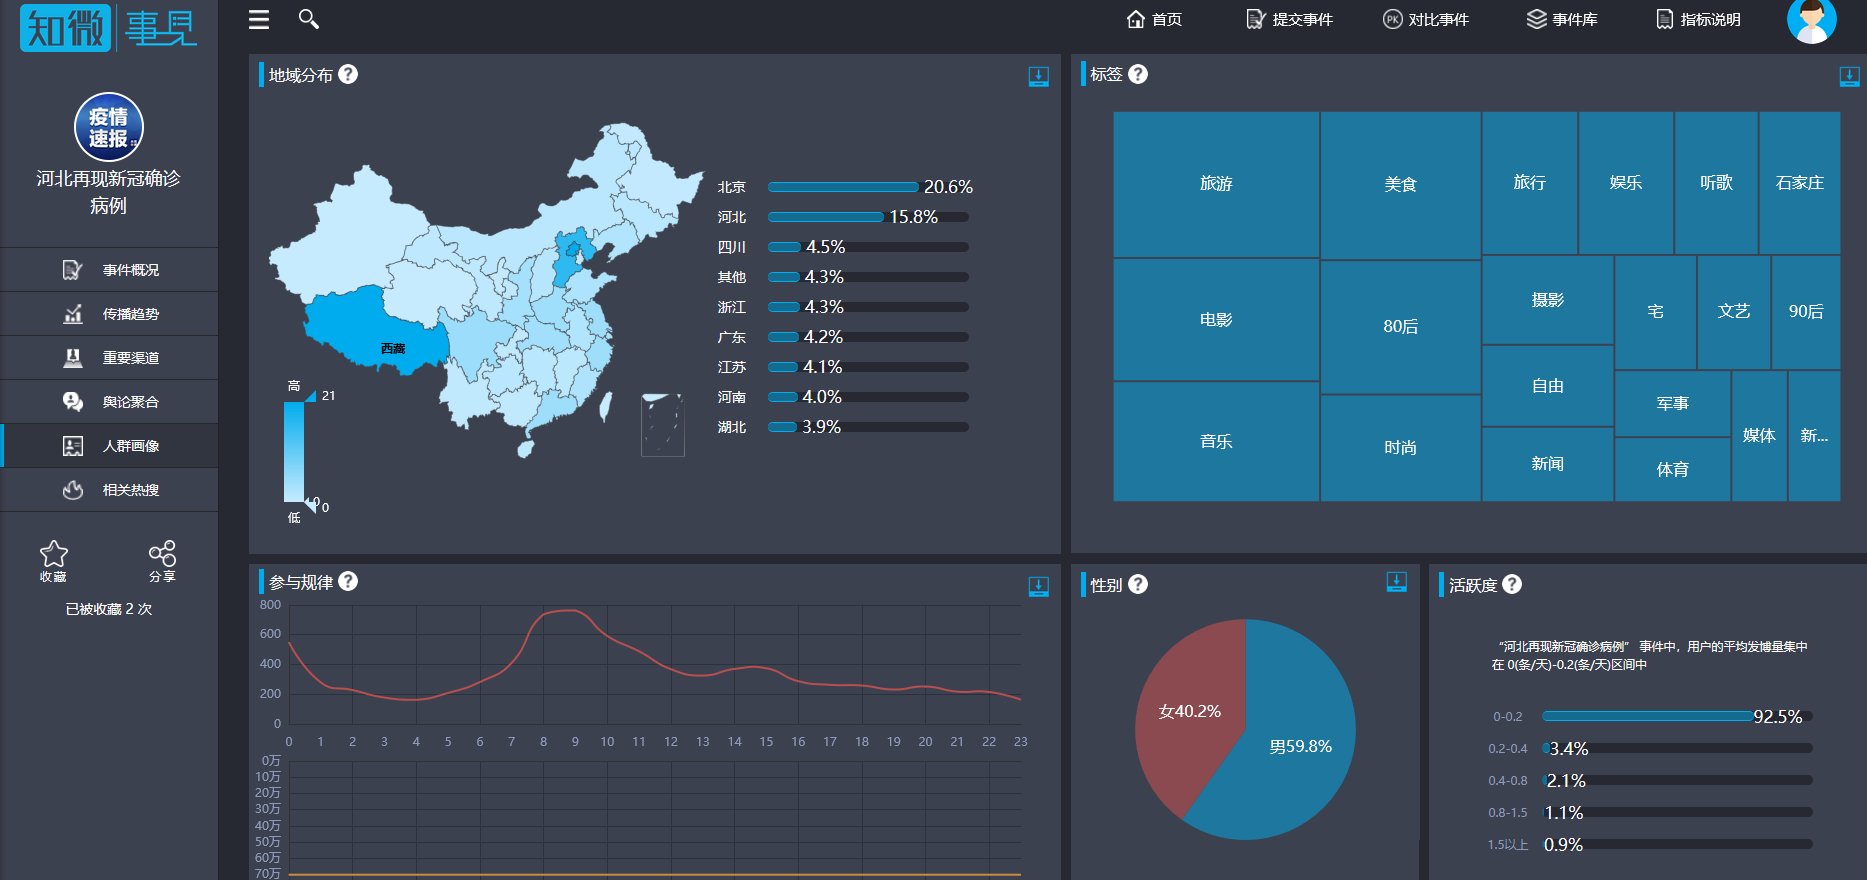 知微 事见
首页
提交事件
PK 对比事件
事件库
指标说明
疫情
速报
河北再现新冠确诊
病例
事件概况
传播趋势
重要渠道
舆论聚合
人群画像
相关热搜
收藏
分享
已被收藏 2 次
地域分布 ?
西藏
高
21
0
0
低
北京 20.6%
河北 15.8%
四川 4.5%
其他 4.3%
浙江 4.3%
广东 4.2%
江苏 4.1%
河南 4.0%
湖北 3.9%
标签 ?
旅游
美食
旅行
娱乐
听歌
石家庄
电影
80后
摄影
宅
文艺
90后
自由
军事
媒体
新...
音乐
时尚
新闻
体育
参与规律 ?
800
600
400
200
0
0 1 2 3 4 5 6 7 8 9 10 11 12 13 14 15 16 17 18 19 20 21 22 23
0万
10万
20万
30万
40万
50万
60万
70万
性别 ?
女40.2%
男59.8%
活跃度 ?
“河北再现新冠确诊病例” 事件中，用户的平均发博量集中
在 0(条/天)-0.2(条/天)区间中
0-0.2 92.5%
0.2-0.4 3.4%
0.4-0.8 2.1%
0.8-1.5 1.1%
1.5以上 0.9%